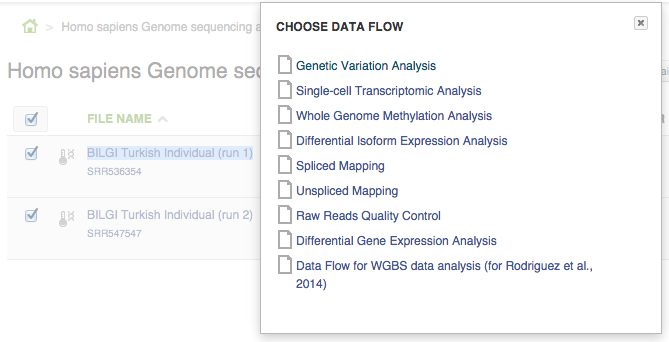 > Homo sapiens Genome sequencing a
Homo sapiens Genome seq
FILE NAME
BILGI Turkish Individual (run 1)
SRR536354
BILGI Turkish Individual (run 2)
SRR547547
CHOOSE DATA FLOW
Genetic Variation Analysis
Single-cell Transcriptomic Analysis
Whole Genome Methylation Analysis
Differential Isoform Expression Analysis
Spliced Mapping
Unspliced Mapping
Raw Reads Quality Control
Differential Gene Expression Analysis
Data Flow for WGBS data analysis (for Rodriguez et al.,
2014)